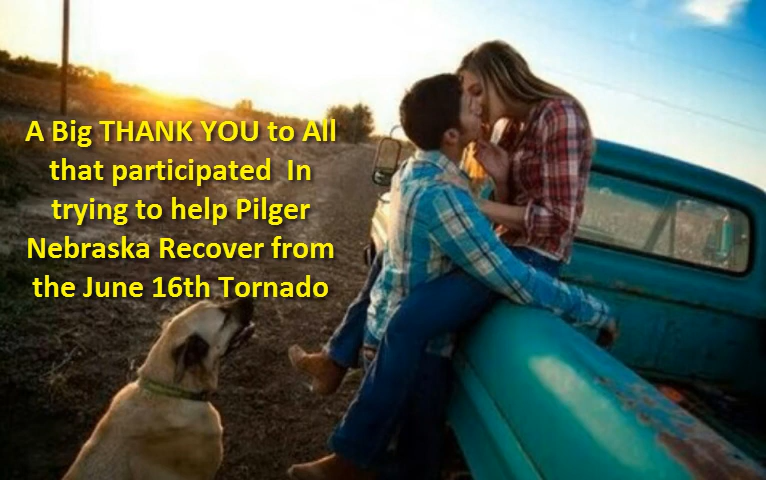 A Big THANK YOU to All
that participated  In
trying to help Pilger
Nebraska Recover from
the June 16th Tornado